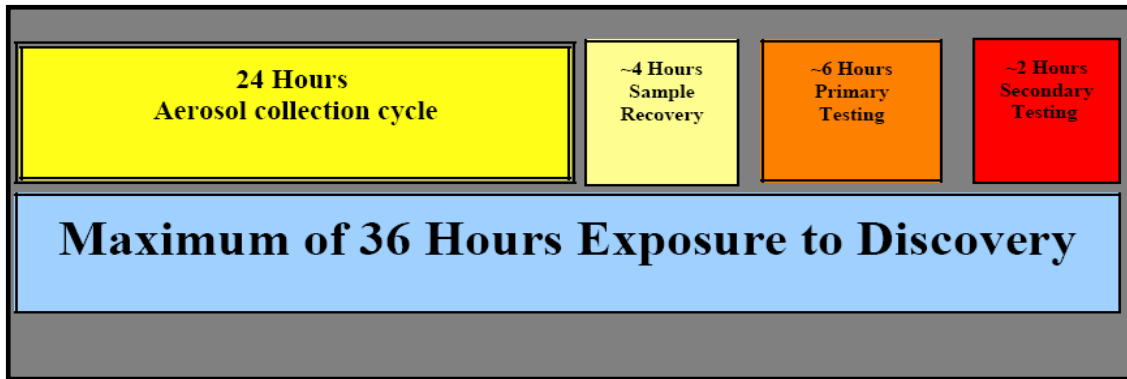 24 Hours
Aerosol collection cycle
~4 Hours
Sample
Recovery
~6 Hours
Primary
Testing
~2 Hours
Secondary
Testing
Maximum of 36 Hours Exposure to Discovery